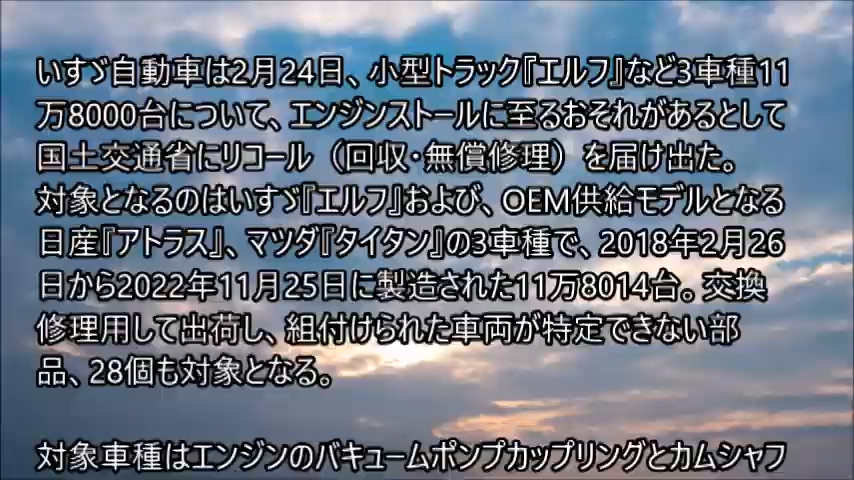 いすゞ自動車は2月24日、小型トラック『エルフ』など3車種11
万8000台について、エンジンストールに至るおそれがあるとして
国土交通省にリコール（回収・無償修理）を届け出た。
対象となるのはいすゞ『エルフ』および、OEM供給モデルとなる
日産『アトラス』、マツダ『タイタン』の3車種で、2018年2月26
日から2022年11月25日に製造された11万8014台。交換
修理用して出荷し、組付けられた車両が特定できない部
品、28個も対象となる。
対象車種はエンジンのバキュームポンプカップリングとカムシャフ